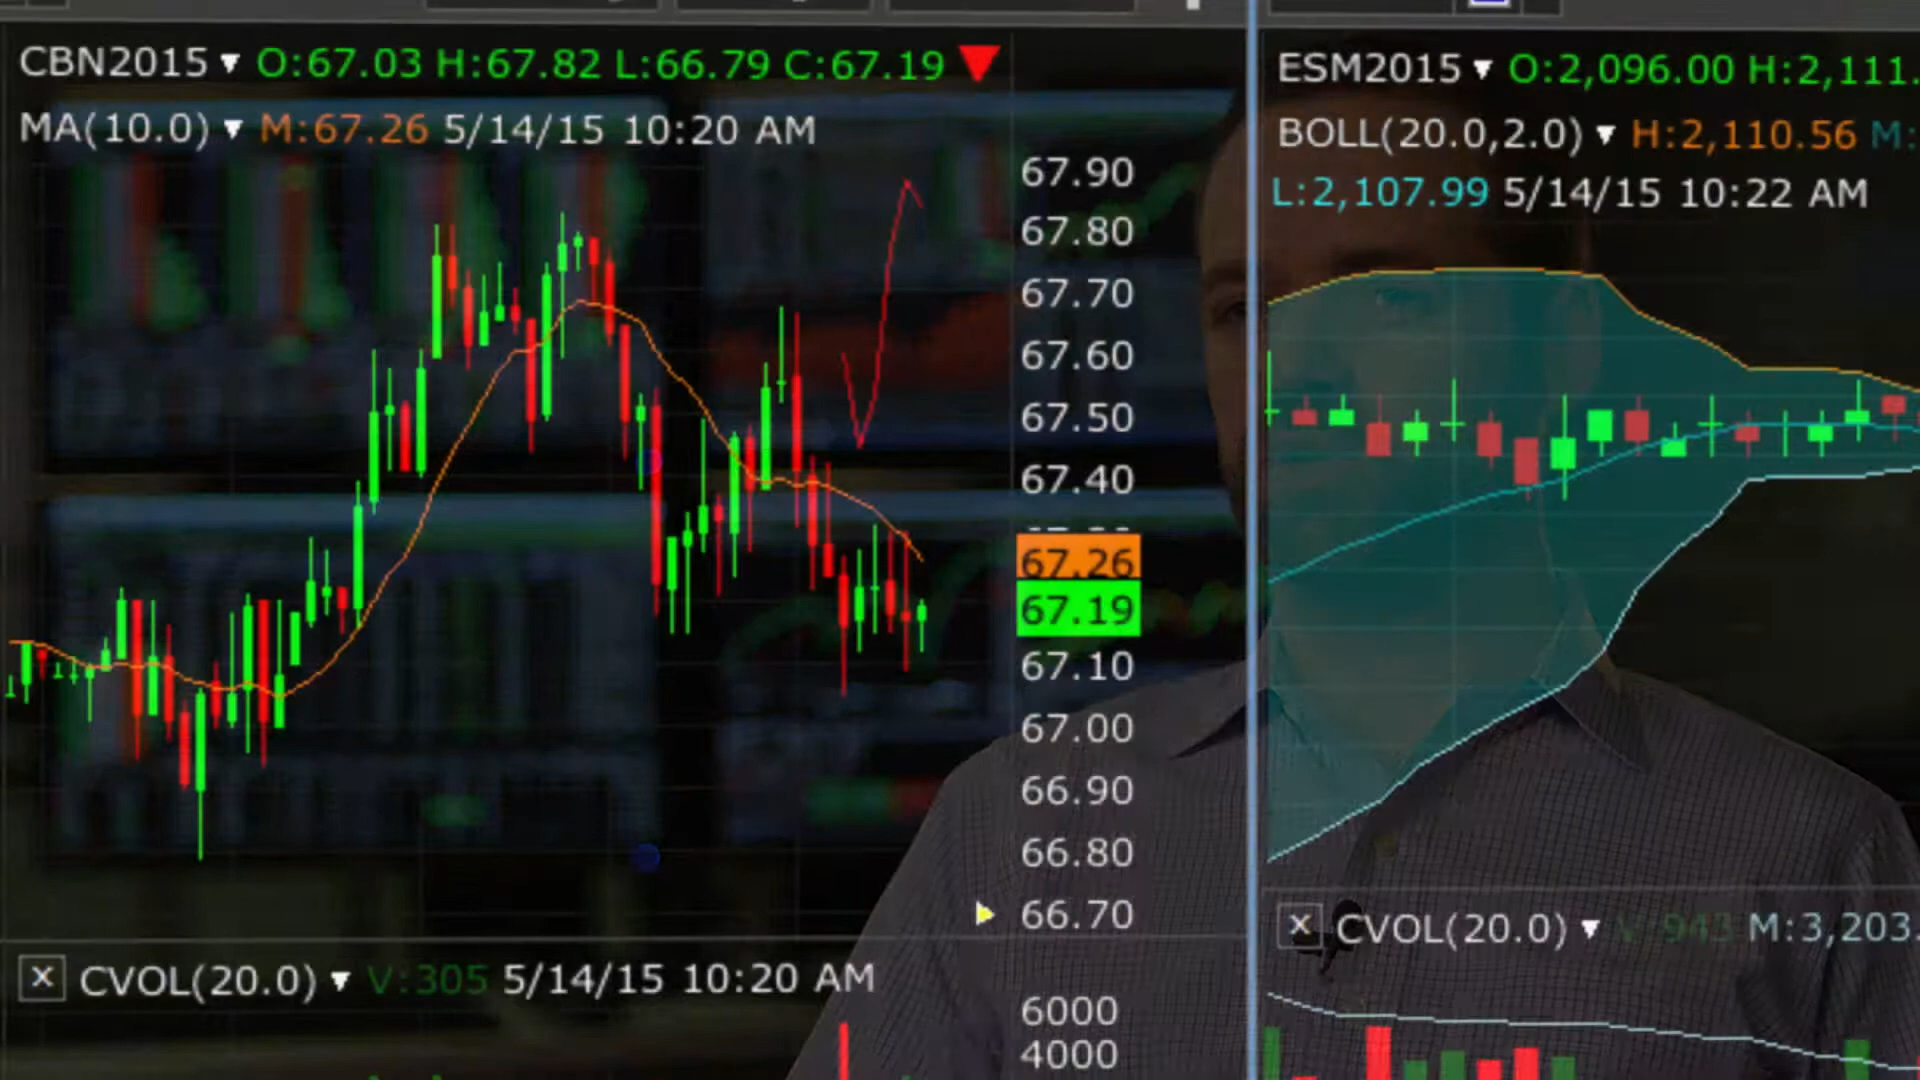 CBN2015 ▼ O:67.03 H:67.82 L:66.79 C:67.19
MA(10.0) ▼ M:67.26 5/14/15 10:20 AM
67.90
67.80
67.70
67.60
67.50
67.40
67.26
67.19
67.10
67.00
66.90
66.80
66.70
CVOL(20.0) ▼ V:305 5/14/15 10:20 AM
6000
4000
ESM2015 ▼ O:2,096.00 H:2,111.
BOLL(20.0,2.0) ▼ H:2,110.56 M:
L:2,107.99 5/14/15 10:22 AM
CVOL(20.0) ▼ V:943 M:3,203.